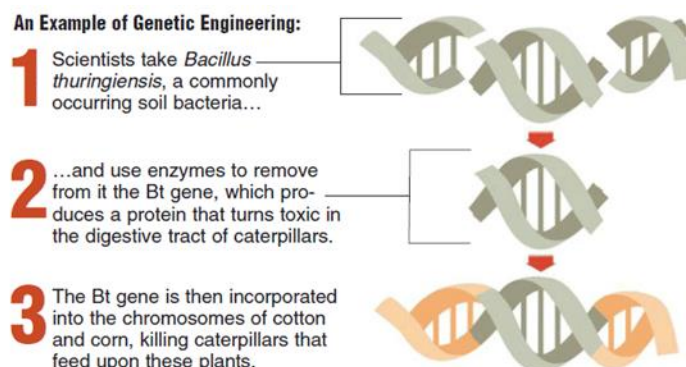 An Example of Genetic Engineering:
1 Scientists take Bacillus
thuringiensis, a commonly
occurring soil bacteria…
2 …and use enzymes to remove
from it the Bt gene, which pro-
duces a protein that turns toxic in
the digestive tract of caterpillars.
3 The Bt gene is then incorporated
into the chromosomes of cotton
and corn, killing caterpillars that
feed upon these plants.